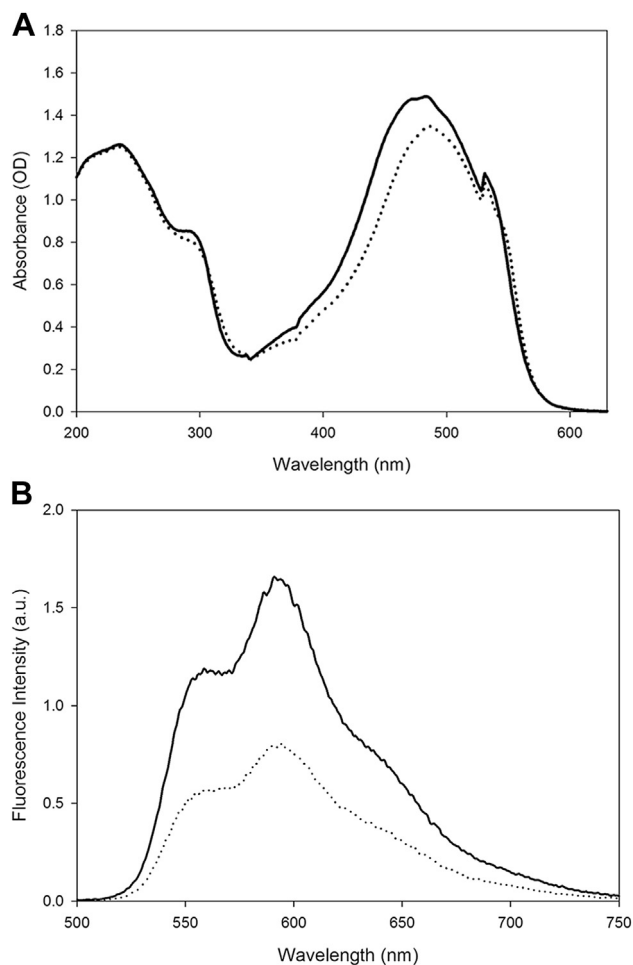 A
1.8
1.6
1.4
1.2
1.0
0.8
0.6
0.4
0.2
0.0
Absorbance (OD)
200 300 400 500 600
Wavelength (nm)
B
2.0
1.5
1.0
0.5
0.0
Fluorescence Intensity (a.u.)
500 550 600 650 700 750
Wavelength (nm)